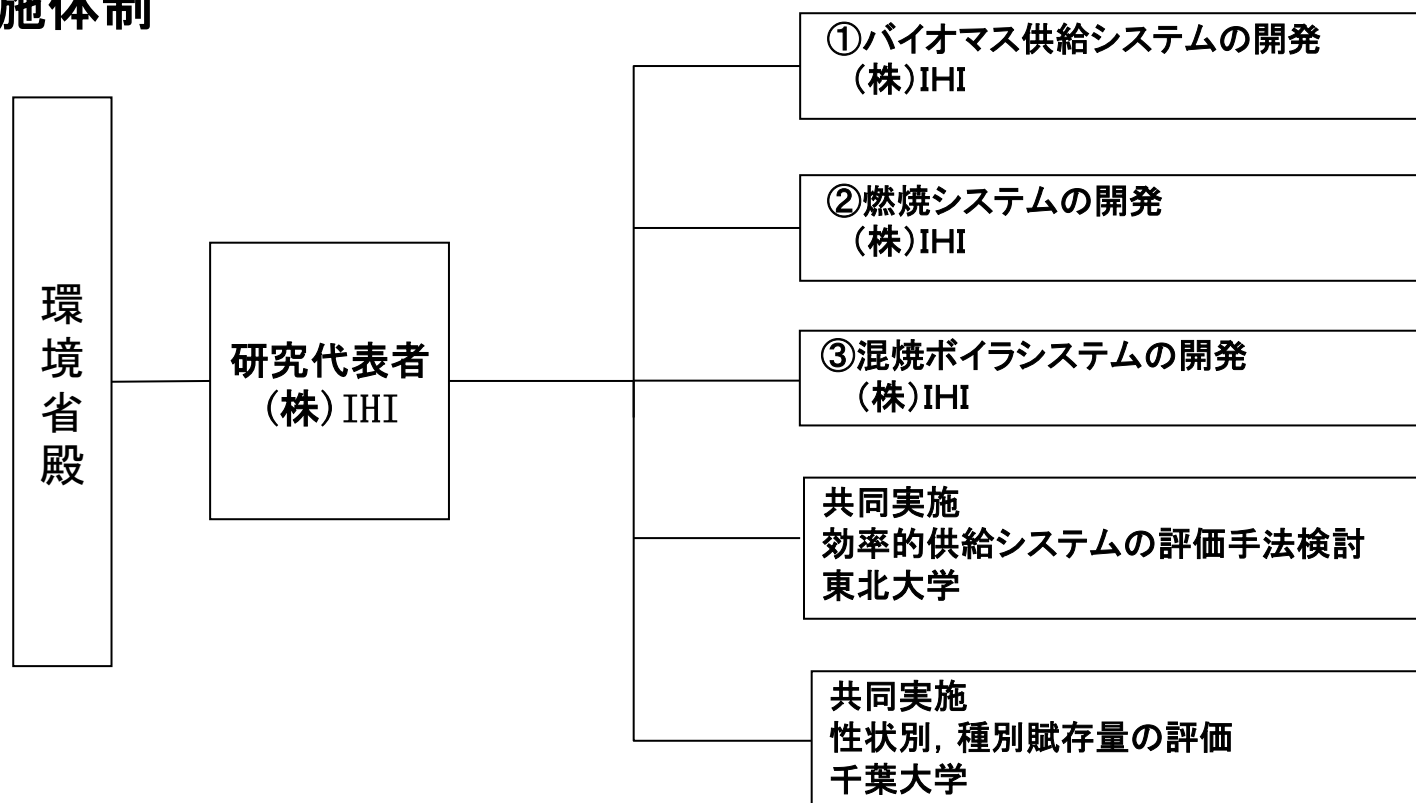 施体制
環境省殿
研究代表者
(株)IHI
①バイオマス供給システムの開発
(株)IHI
②燃焼システムの開発
(株)IHI
③混焼ボイラシステムの開発
(株)IHI
共同実施
効率的供給システムの評価手法検討
東北大学
共同実施
性状別，種別賦存量の評価
千葉大学